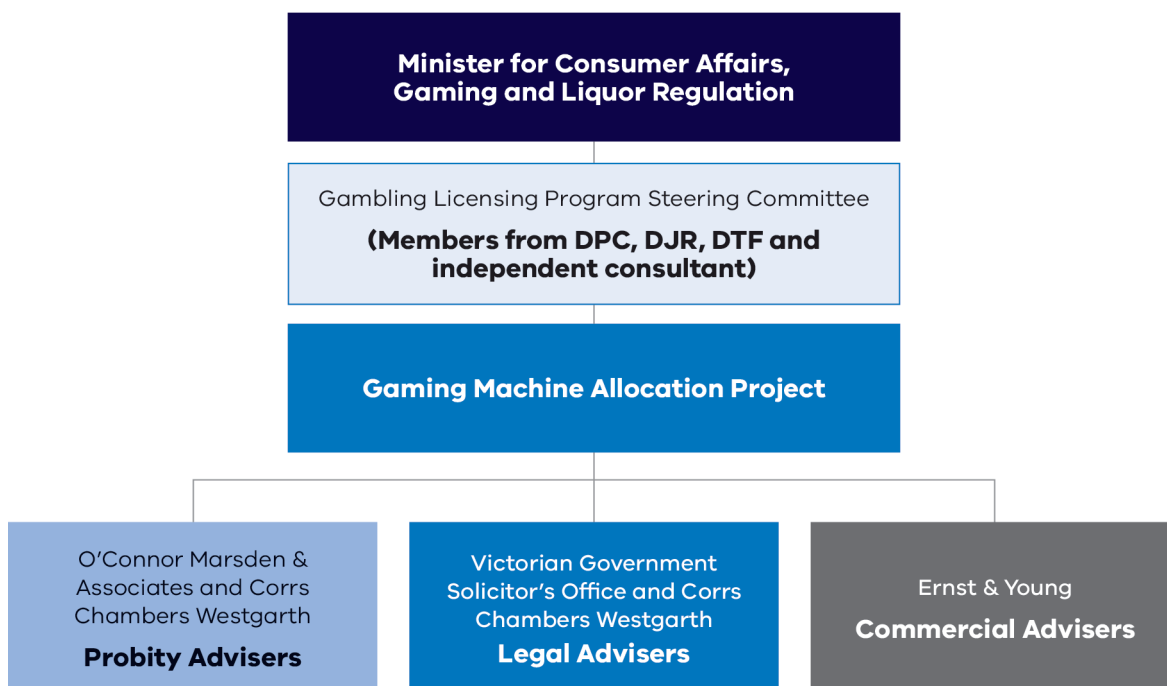 Minister for Consumer Affairs,
Gaming and Liquor Regulation
Gambling Licensing Program Steering Committee
(Members from DPC, DJR, DTF and
independent consultant)
Gaming Machine Allocation Project
O’Connor Marsden &
Associates and Corrs
Chambers Westgarth
Probity Advisers
Victorian Government
Solicitor’s Office and Corrs
Chambers Westgarth
Legal Advisers
Ernst & Young
Commercial Advisers